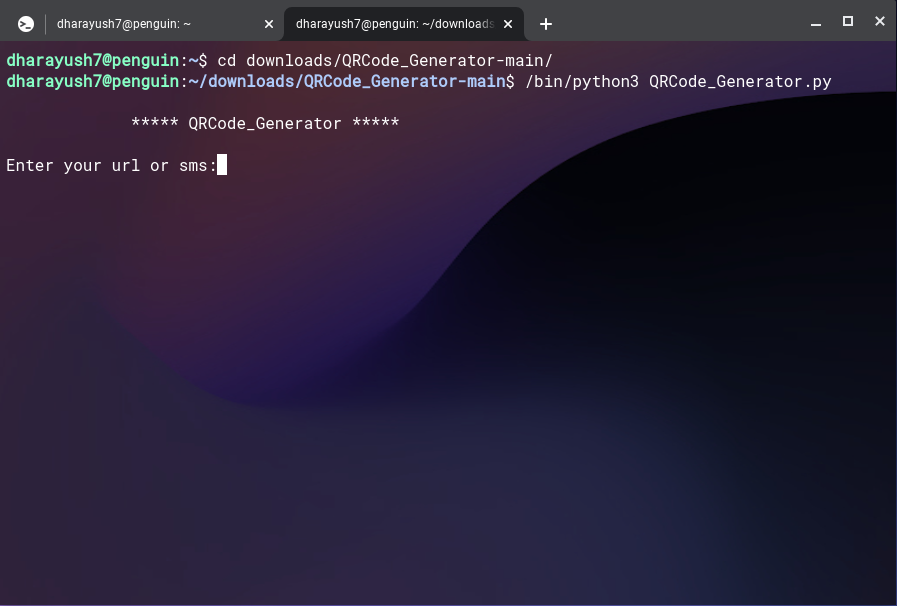 dharayush7@penguin: ~
dharayush7@penguin: ~/downloads
dharayush7@penguin:~$ cd downloads/QRCode_Generator-main/
dharayush7@penguin:~/downloads/QRCode_Generator-main$ /bin/python3 QRCode_Generator.py
***** QRCode_Generator *****
Enter your url or sms: